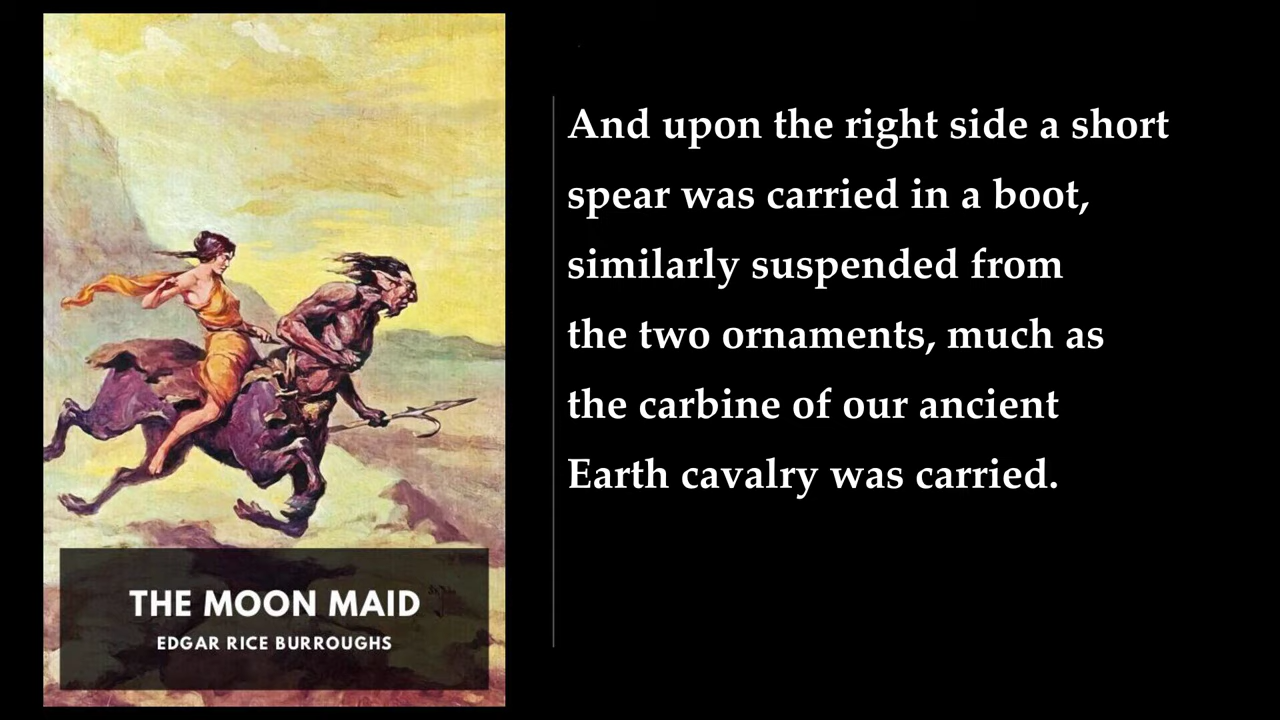 THE MOON MAID
EDGAR RICE BURROUGHS
And upon the right side a short
spear was carried in a boot,
similarly suspended from
the two ornaments, much as
the carbine of our ancient
Earth cavalry was carried.